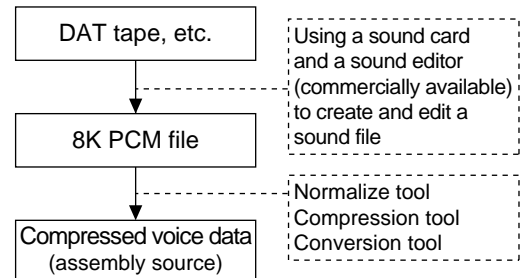 DAT tape, etc.
Using a sound card
and a sound editor
(commercially available)
to create and edit a
sound file
8K PCM file
Normalize tool
Compression tool
Conversion tool
Compressed voice data
(assembly source)